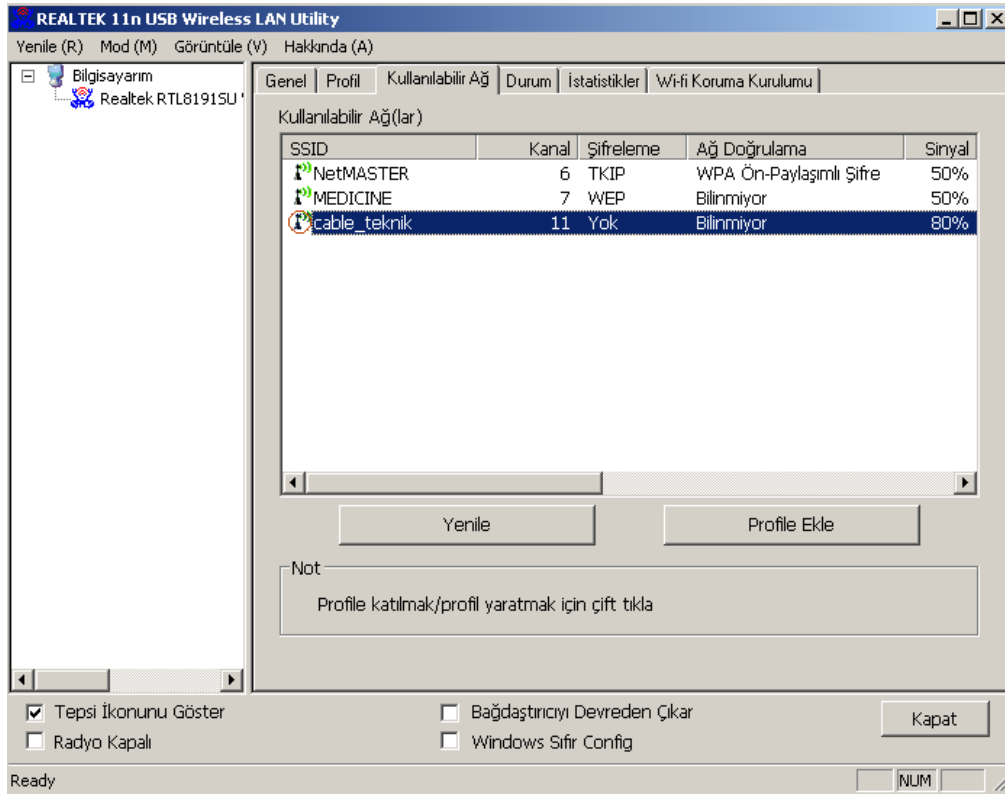 REALTEK 11n USB Wireless LAN Utility
Yenile (R) Mod (M) Görüntüle (V) Hakkında (A)
Bilgisayarım
Realtek RTL8191SU
Genel Profil Kullanılabilir Ağ Durum İstatistikler Wi-fi Koruma Kurulumu
Kullanılabilir Ağ(lar)
SSID Kanal Şifreleme Ağ Doğrulama Sinyal
NetMASTER 6 TKIP WPA Ön-Paylaşımlı Şifre 50%
MEDICINE 7 WEP Bilinmiyor 50%
cable_teknik 11 Yok Bilinmiyor 80%
Yenile Profile Ekle
Not
Profile katılmak/profil yaratmak için çift tıkla
Tepsi İkonunu Göster Bağdaştırıcıyı Devreden Çıkar Kapat
Radyo Kapalı Windows Sıfır Config
Ready NUM